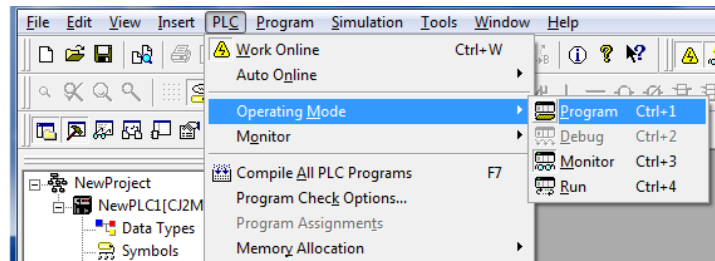 File Edit View Insert PLC Program Simulation Tools Window Help
Work Online Ctrl+W
Auto Online
Operating Mode
Program Ctrl+1
Monitor
Debug Ctrl+2
Compile All PLC Programs F7
Monitor Ctrl+3
Program Check Options...
Run Ctrl+4
Program Assignments
Memory Allocation
NewProject
NewPLC1[CJ2M
Data Types
Symbols